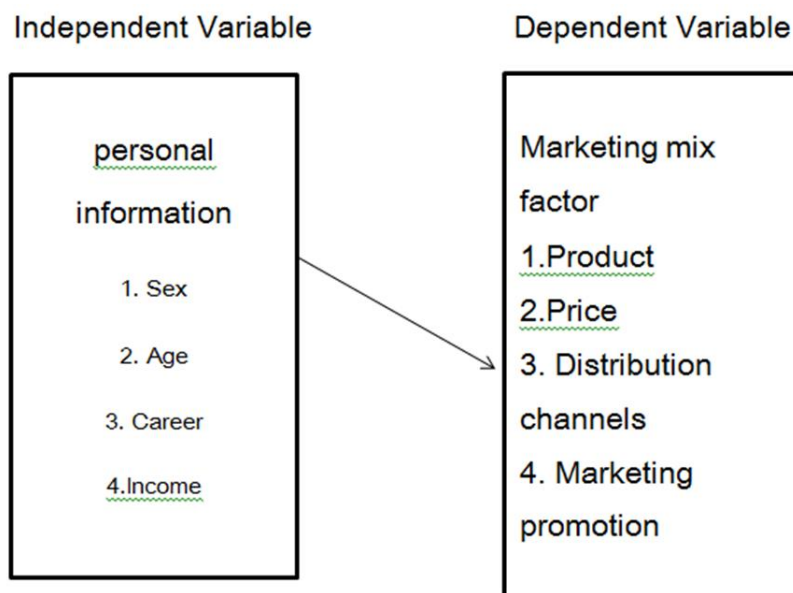 Independent Variable
personal
information
1. Sex
2. Age
3. Career
4.Income
Dependent Variable
Marketing mix
factor
1.Product
2.Price
3. Distribution
channels
4. Marketing
promotion